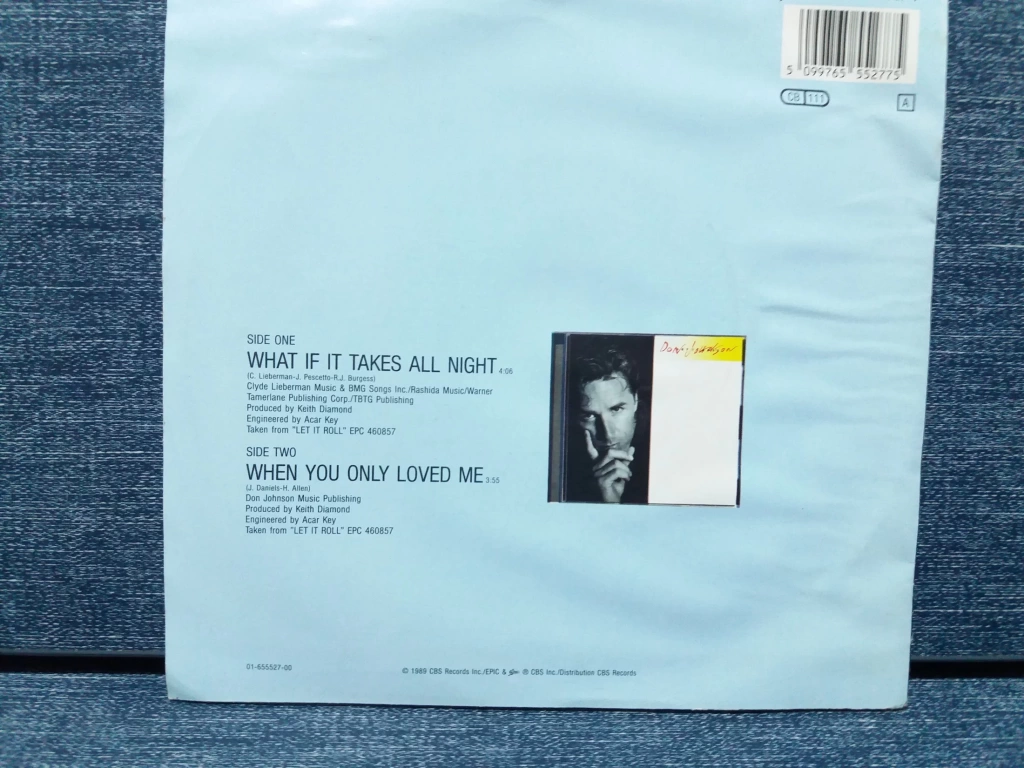 5 099765 552775
CB 111
A
SIDE ONE
WHAT IF IT TAKES ALL NIGHT 4:06
(C. Lieberman-J. Pescetto-R.J. Burgess)
Clyde Lieberman Music & BMG Songs Inc./Rashida Music/Warner
Tamerlane Publishing Corp./TBTG Publishing
Produced by Keith Diamond
Engineered by Acar Key
Taken from "LET IT ROLL" EPC 460857
SIDE TWO
WHEN YOU ONLY LOVED ME 3:55
(J. Daniels-H. Allen)
Don Johnson Music Publishing
Produced by Keith Diamond
Engineered by Acar Key
Taken from "LET IT ROLL" EPC 460857
Don Johnson
01-655527-00
© 1989 CBS Records Inc./EPIC & ℗ CBS Inc./Distribution CBS Records